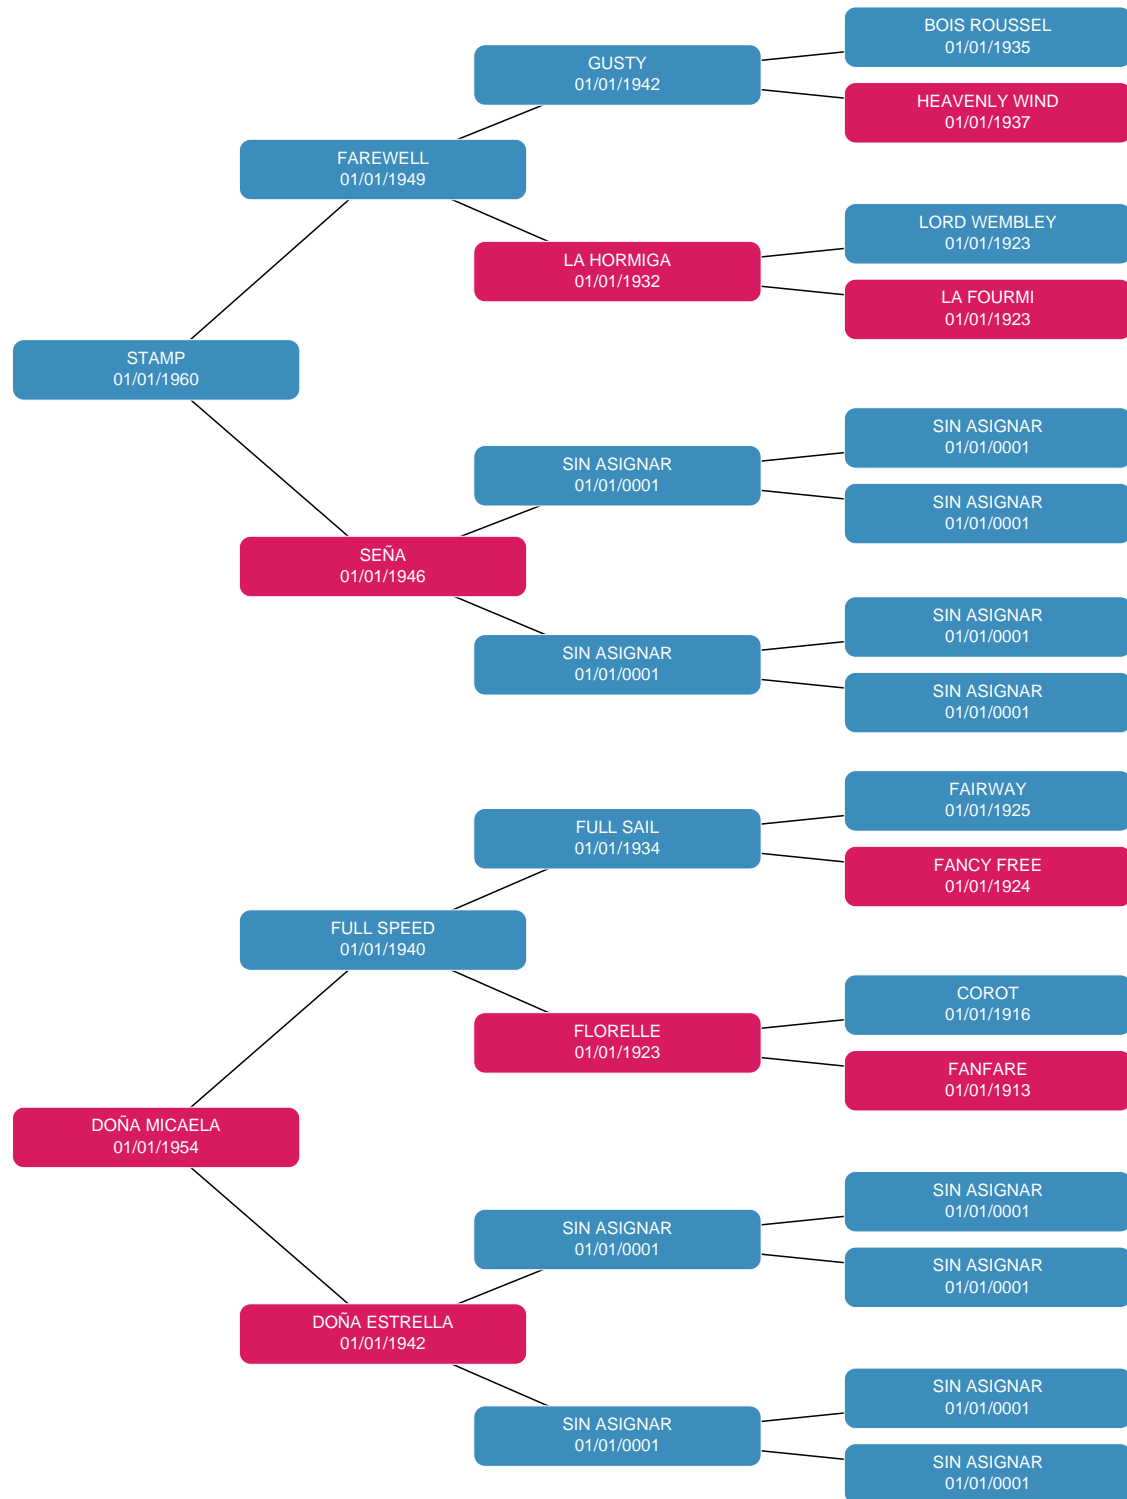 BOIS ROUSSEL
01/01/1935
GUSTY
01/01/1942
HEAVENLY WIND
01/01/1937
FAREWELL
01/01/1949
LORD WEMBLEY
01/01/1923
LA HORMIGA
01/01/1932
LA FOURMI
01/01/1923
STAMP
01/01/1960
SIN ASIGNAR
01/01/0001
SIN ASIGNAR
01/01/0001
SIN ASIGNAR
01/01/0001
SEÑA
01/01/1946
SIN ASIGNAR
01/01/0001
SIN ASIGNAR
01/01/0001
SIN ASIGNAR
01/01/0001
FAIRWAY
01/01/1925
FULL SAIL
01/01/1934
FANCY FREE
01/01/1924
FULL SPEED
01/01/1940
COROT
01/01/1916
FLORELLE
01/01/1923
FANFARE
01/01/1913
DOÑA MICAELA
01/01/1954
SIN ASIGNAR
01/01/0001
SIN ASIGNAR
01/01/0001
SIN ASIGNAR
01/01/0001
DOÑA ESTRELLA
01/01/1942
SIN ASIGNAR
01/01/0001
SIN ASIGNAR
01/01/0001
SIN ASIGNAR
01/01/0001